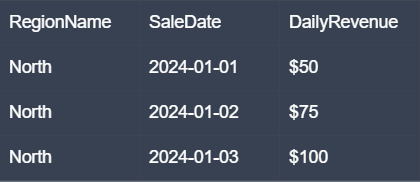 RegionName SaleDate DailyRevenue
North 2024-01-01 $50
North 2024-01-02 $75
North 2024-01-03 $100